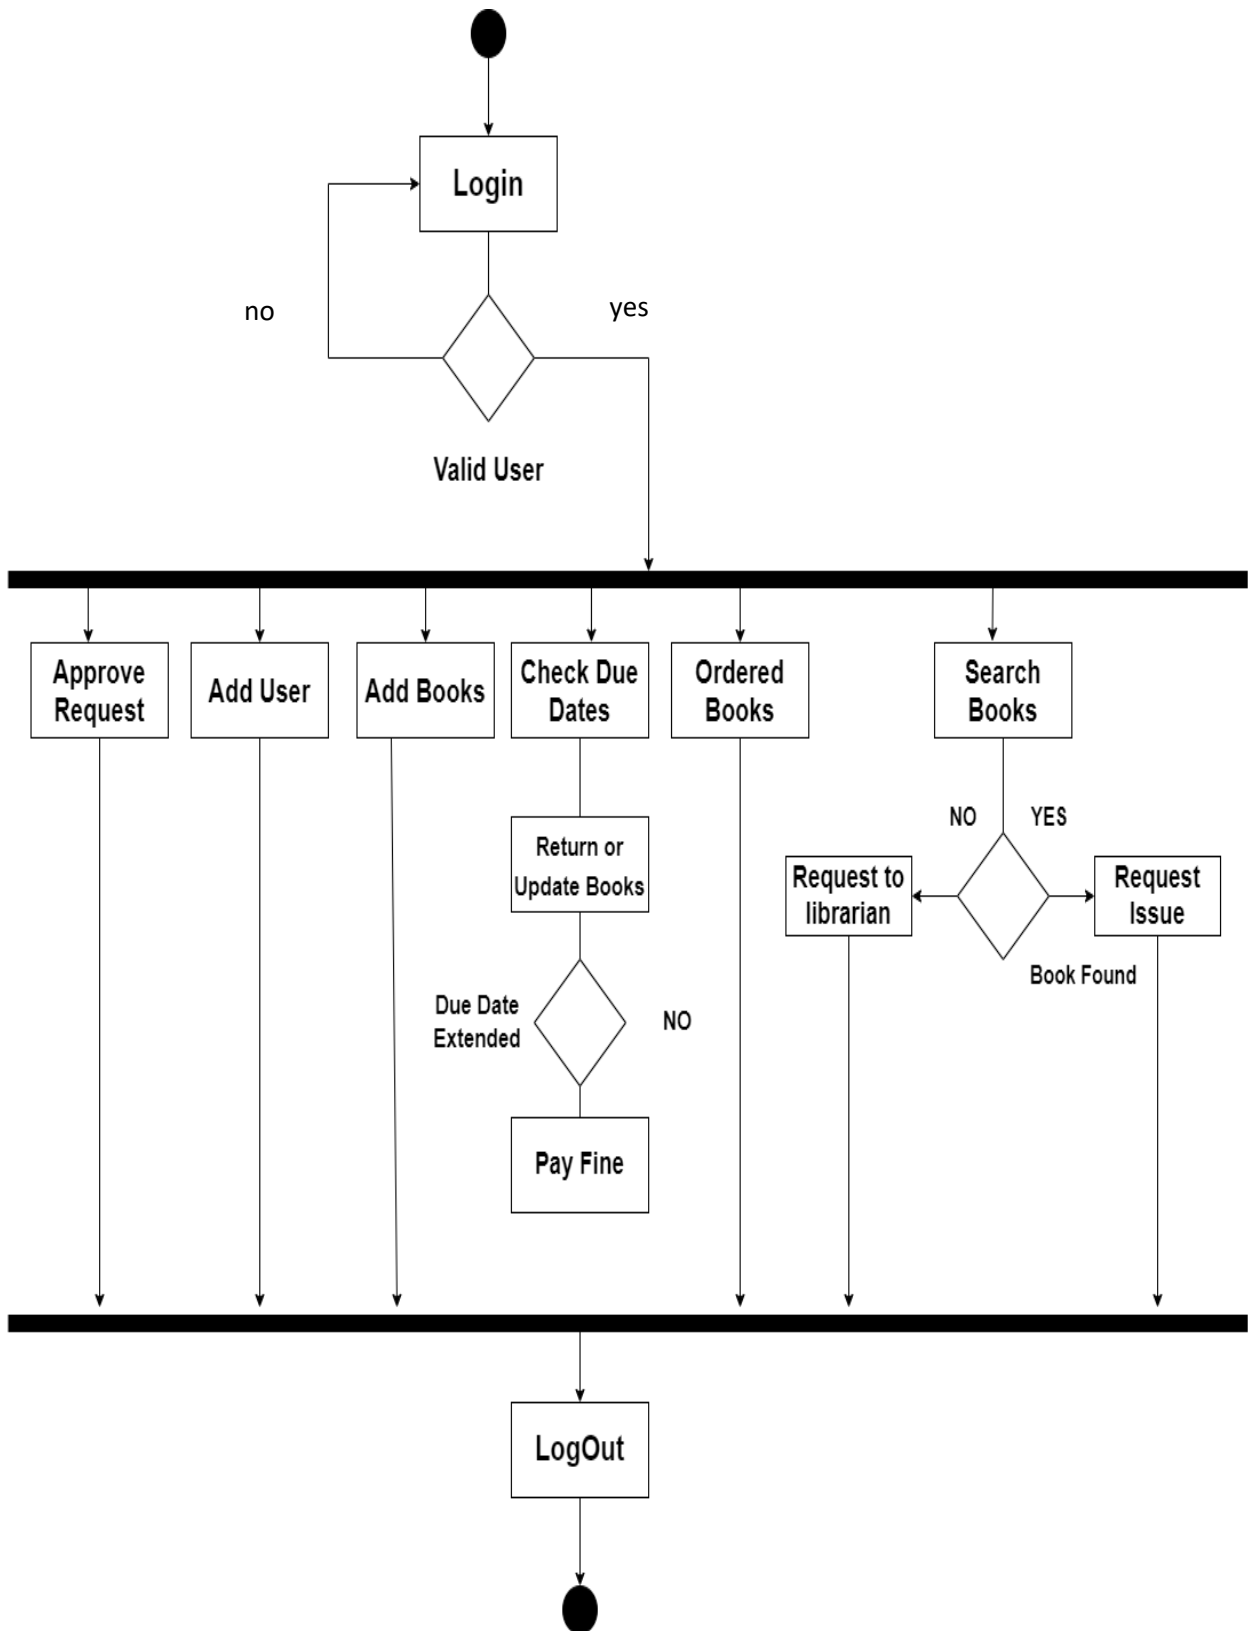 Login
no
yes
Valid User
Approve
Request
Add User
Add Books
Check Due
Dates
Ordered
Books
Search
Books
NO
YES
Return or
Update Books
Request to
librarian
Request
Issue
Book Found
Due Date
Extended
NO
Pay Fine
LogOut